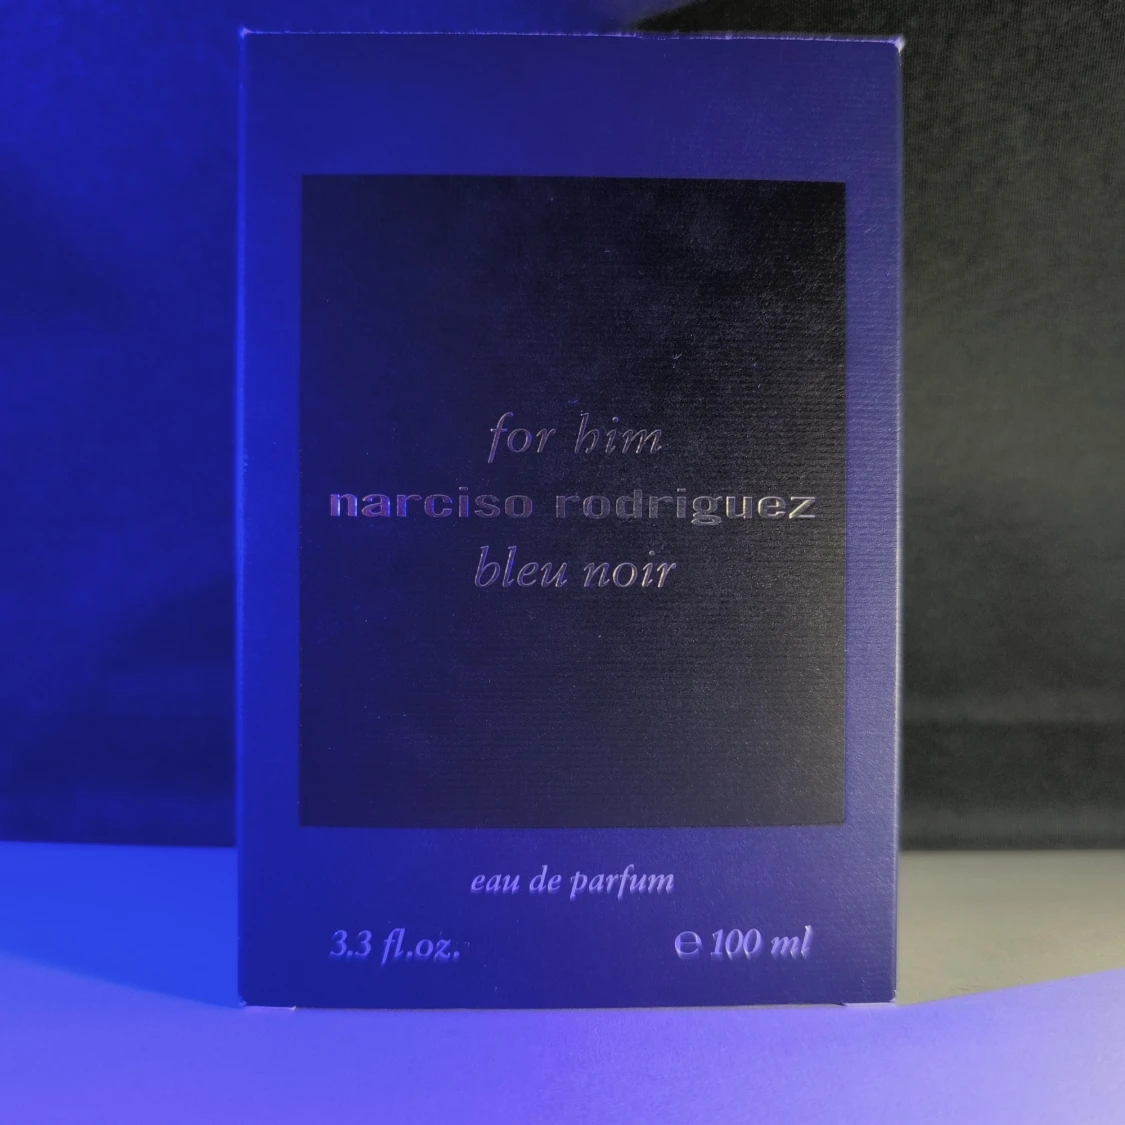 for him
narciso rodriguez
bleu noir
eau de parfum
3.3 fl.oz. ℮ 100 ml